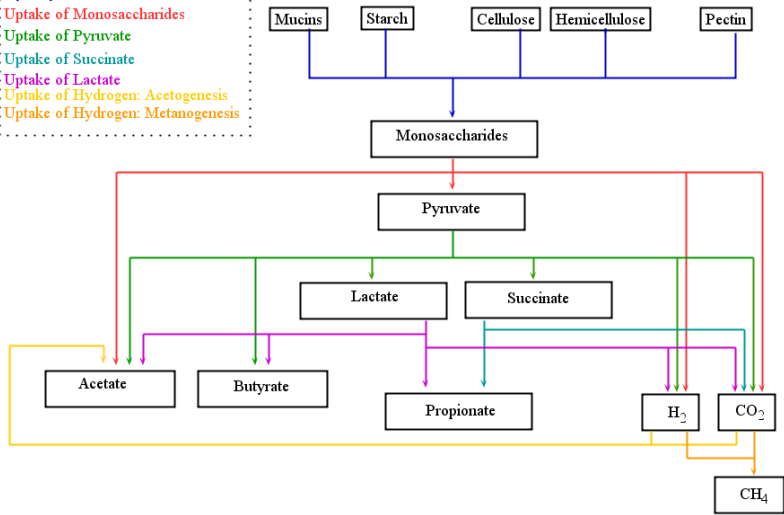 Uptake of Monosaccharides
Uptake of Pyruvate
Uptake of Succinate
Uptake of Lactate
Uptake of Hydrogen: Acetogenesis
Uptake of Hydrogen: Metanogenesis
Mucins
Starch
Cellulose
Hemicellulose
Pectin
Monosaccharides
Pyruvate
Lactate
Succinate
Acetate
Butyrate
Propionate
H2
CO2
CH4